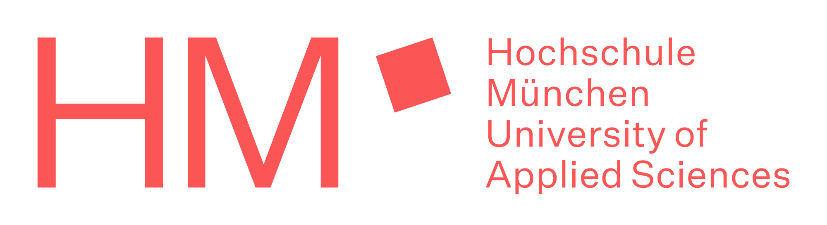 HM
Hochschule
München
University of
Applied Sciences